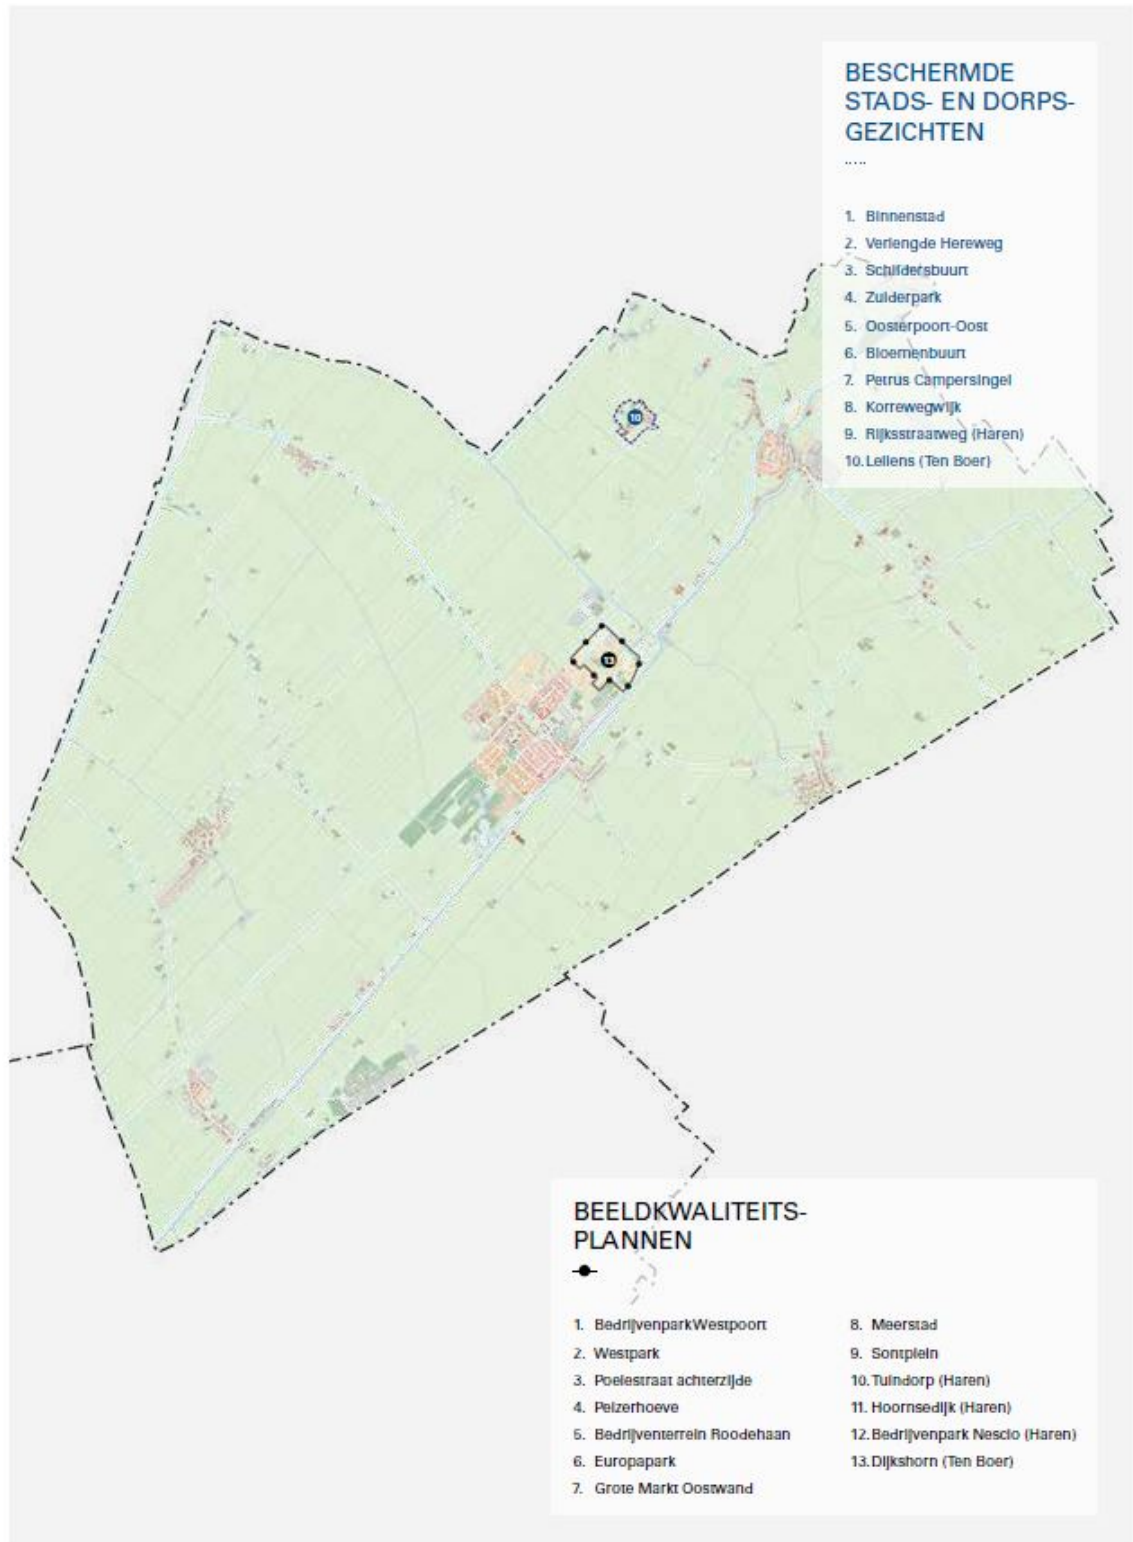 BESCHERMDE
STADS- EN DORPS-
GEZICHTEN
1. Binnenstad
2. Verlengde Hereweg
3. Schildersbuurt
4. Zuiderpark
5. Oosterpoort-Oost
6. Bloemenbuurt
7. Petrus Campersingel
8. Korrewegwijk
9. Rijksstraatweg (Haren)
10. Lellens (Ten Boer)
10
13
BEELDKWALITEITS-
PLANNEN
1. Bedrijvenpark Westpoort
2. Westpark
3. Poelestraat achterzijde
4. Pelzerhoeve
5. Bedrijventerrein Roodehaan
6. Europapark
7. Grote Markt Oostwand
8. Meerstad
9. Sontplein
10. Tuindorp (Haren)
11. Hoornsedijk (Haren)
12. Bedrijvenpark Nescio (Haren)
13. Dijkshorn (Ten Boer)